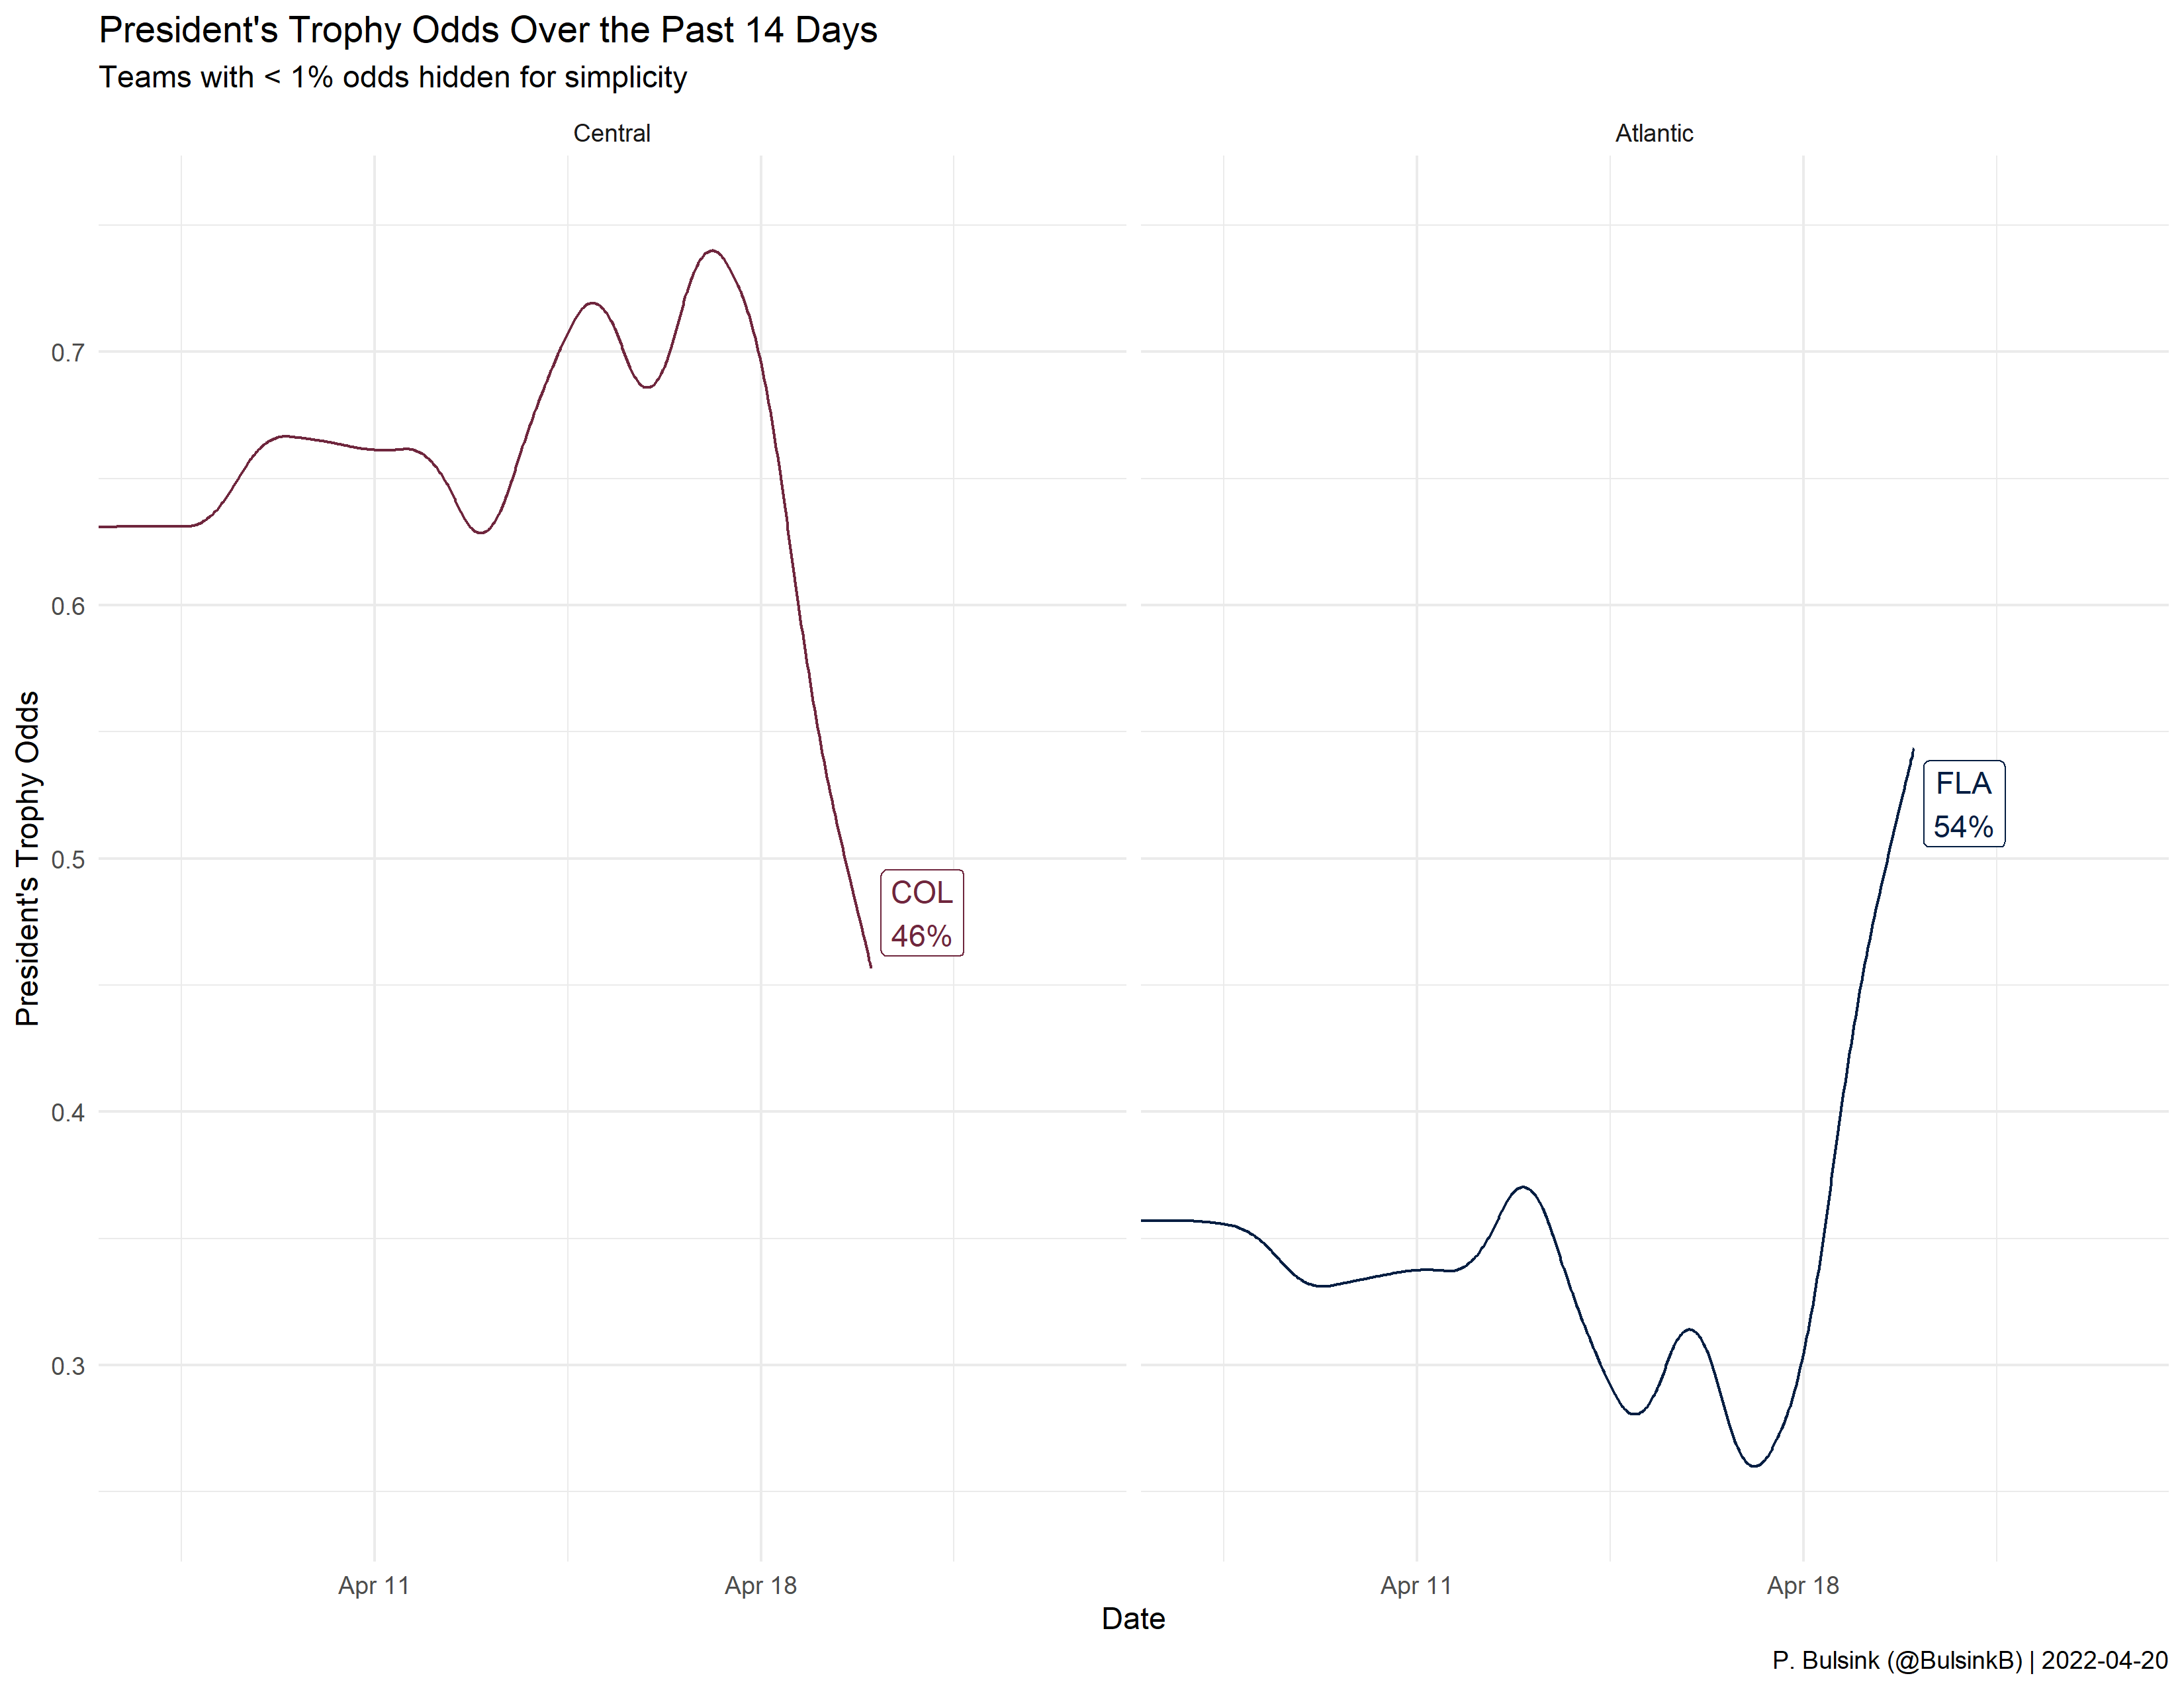 President's Trophy Odds Over the Past 14 Days
Teams with < 1% odds hidden for simplicity
Central
Atlantic
President's Trophy Odds
0.7
0.6
0.5
0.4
0.3
COL
46%
FLA
54%
Apr 11
Apr 18
Apr 11
Apr 18
Date
P. Bulsink (@BulsinkB) | 2022-04-20